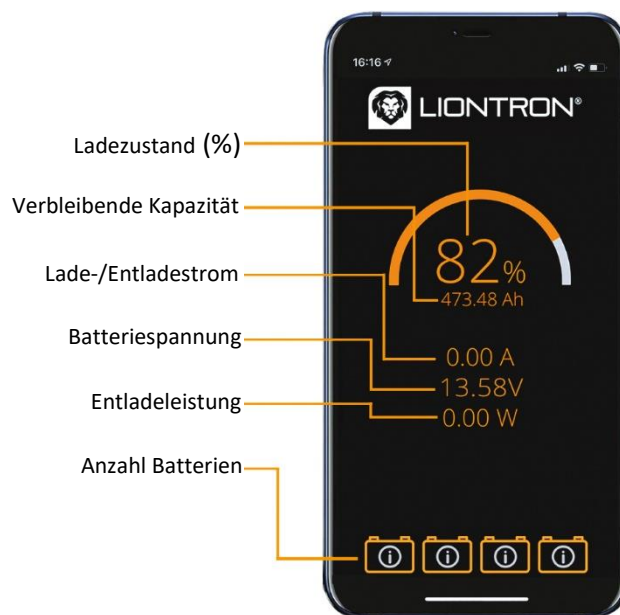 16:16
LIONTRON®
Ladezustand (%)
Verbleibende Kapazität
Lade-/Entladestrom
Batteriespannung
Entladeleistung
Anzahl Batterien
82%
473.48 Ah
0.00 A
13.58V
0.00 W